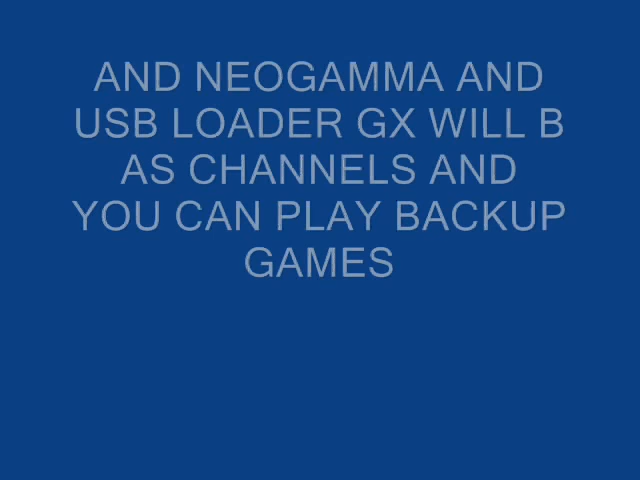 AND NEOGAMMA AND
USB LOADER GX WILL B
AS CHANNELS AND
YOU CAN PLAY BACKUP
GAMES